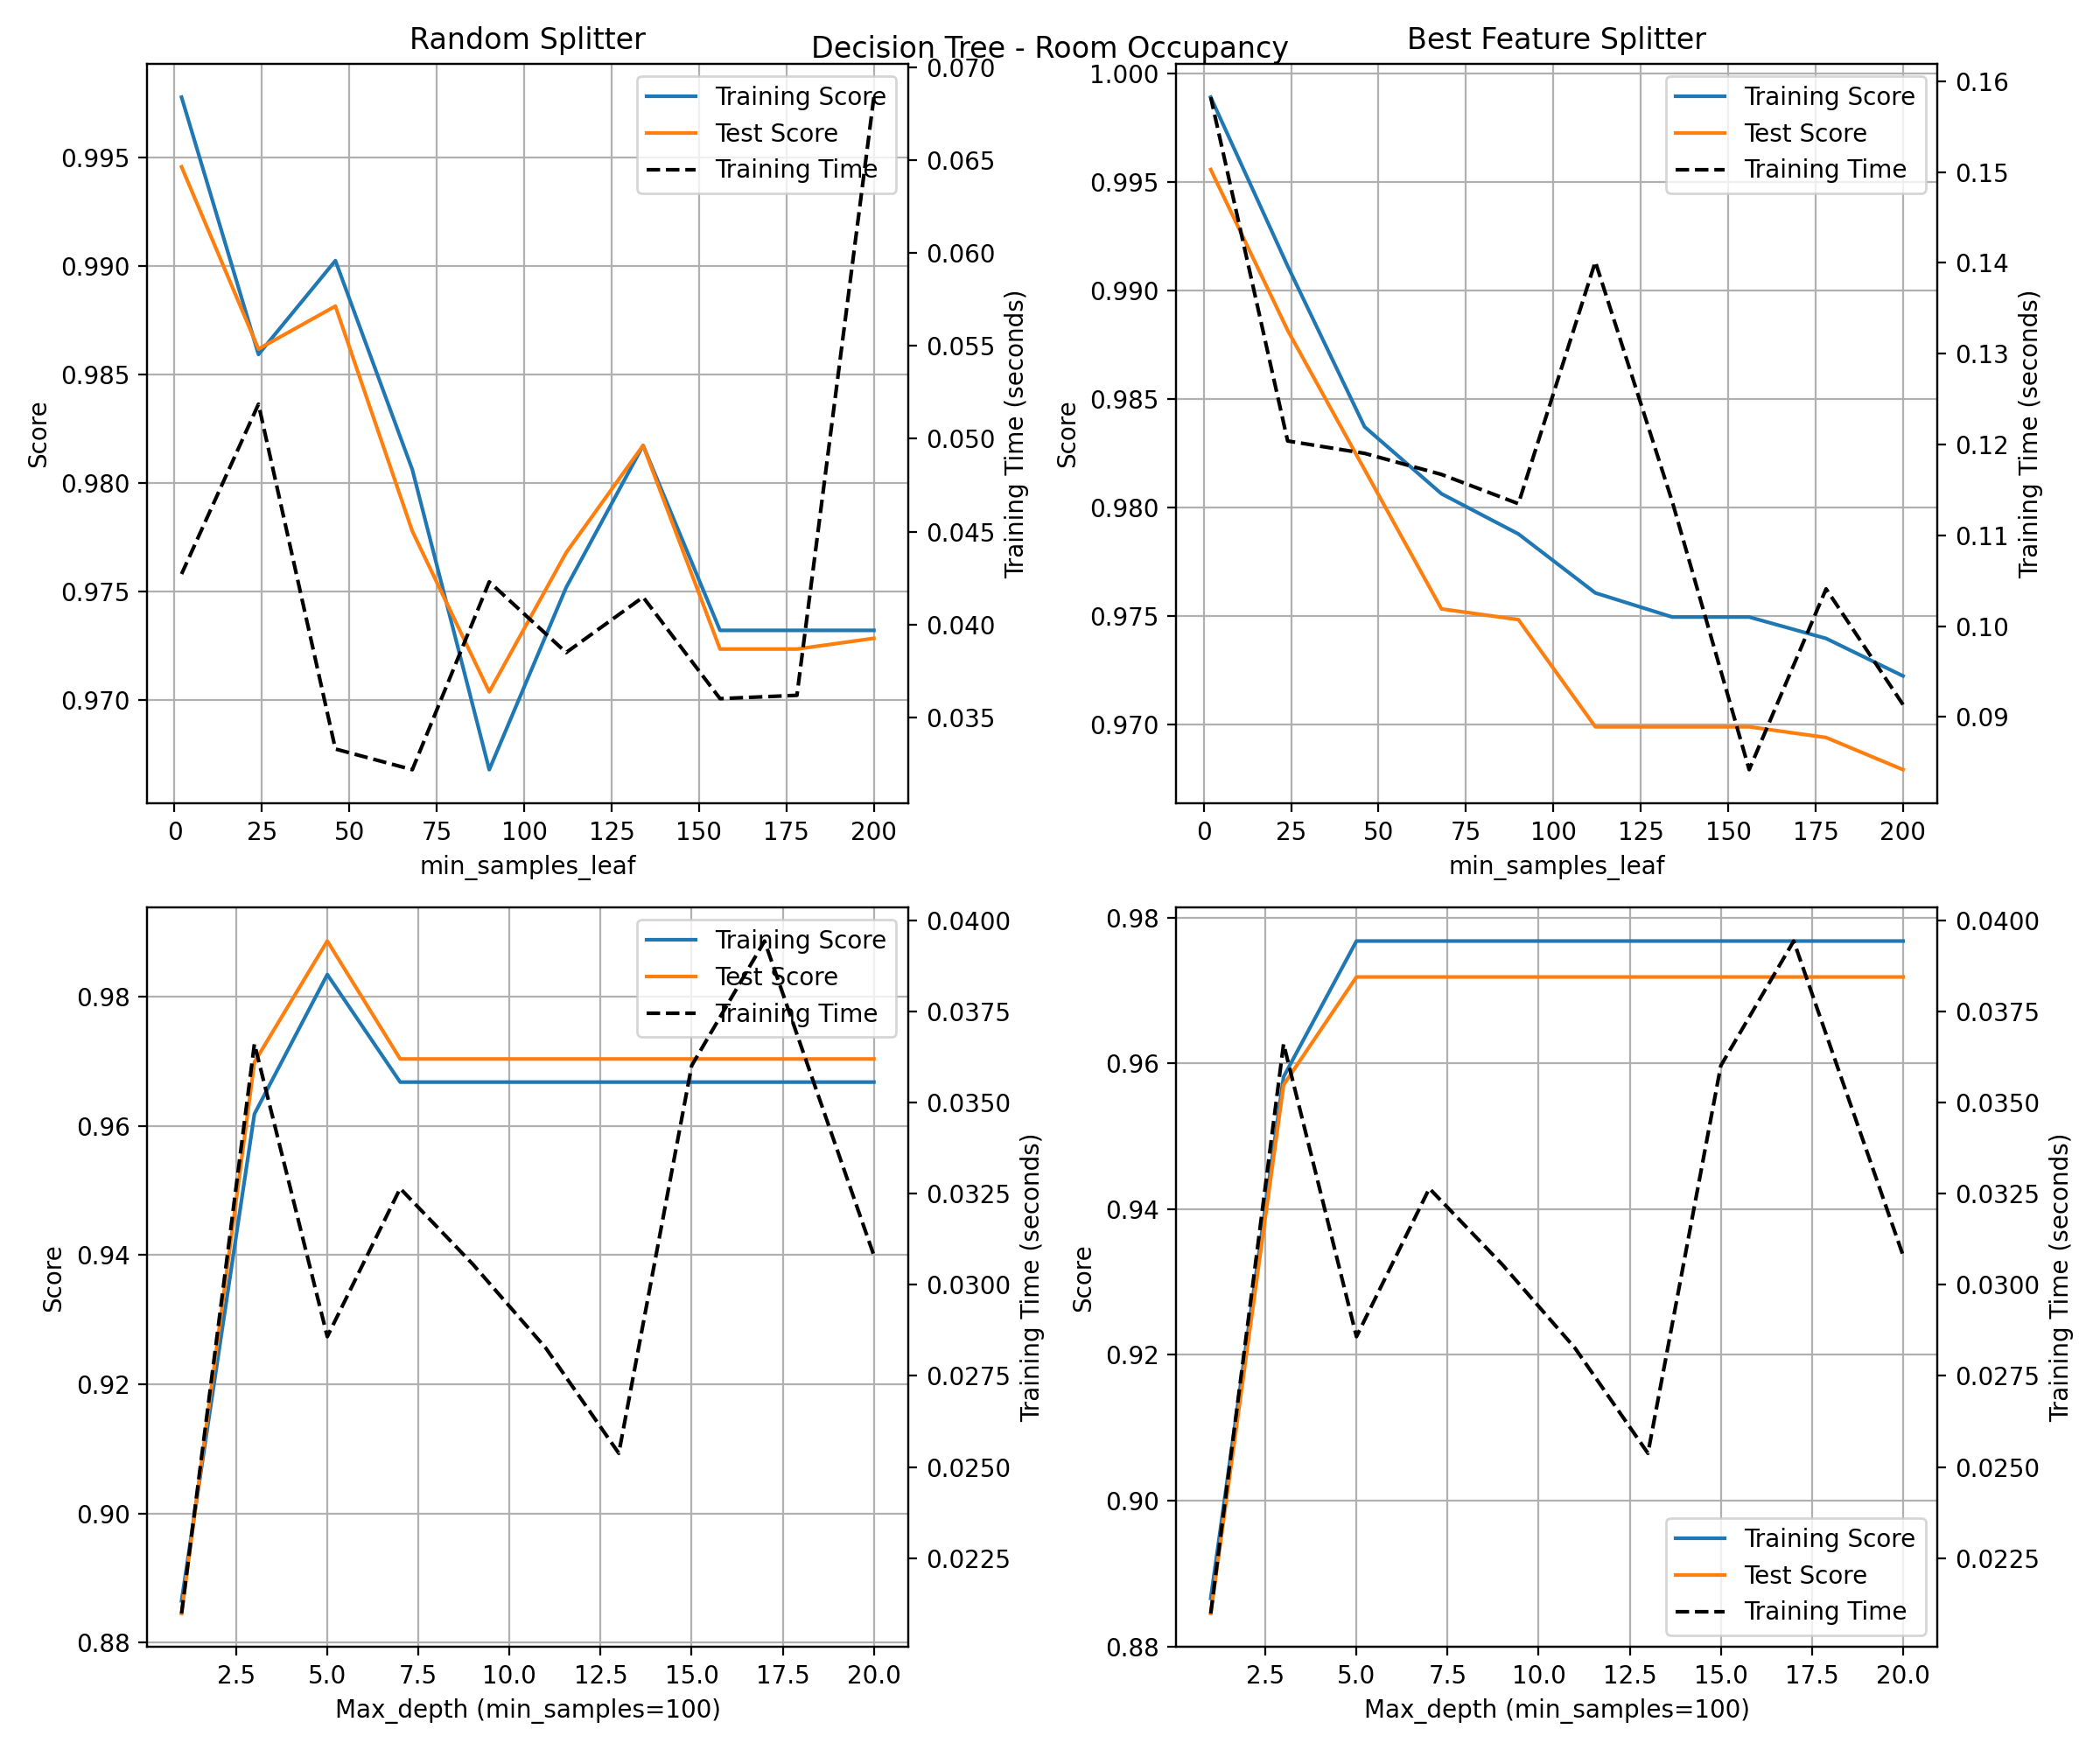 Decision Tree - Room Occupancy
Random Splitter
Training Score
Test Score
Training Time
Score
0.995
0.990
0.985
0.980
0.975
0.970
0.070
0.065
0.060
0.055
0.050
0.045
0.040
0.035
Training Time (seconds)
0 25 50 75 100 125 150 175 200
min_samples_leaf
Best Feature Splitter
Training Score
Test Score
Training Time
Score
1.000
0.995
0.990
0.985
0.980
0.975
0.970
0.16
0.15
0.14
0.13
0.12
0.11
0.10
0.09
Training Time (seconds)
0 25 50 75 100 125 150 175 200
min_samples_leaf
Training Score
Test Score
Training Time
Score
0.98
0.96
0.94
0.92
0.90
0.88
0.0400
0.0375
0.0350
0.0325
0.0300
0.0275
0.0250
0.0225
Training Time (seconds)
2.5 5.0 7.5 10.0 12.5 15.0 17.5 20.0
Max_depth (min_samples=100)
Score
0.98
0.96
0.94
0.92
0.90
0.88
0.0400
0.0375
0.0350
0.0325
0.0300
0.0275
0.0250
0.0225
Training Time (seconds)
Training Score
Test Score
Training Time
2.5 5.0 7.5 10.0 12.5 15.0 17.5 20.0
Max_depth (min_samples=100)